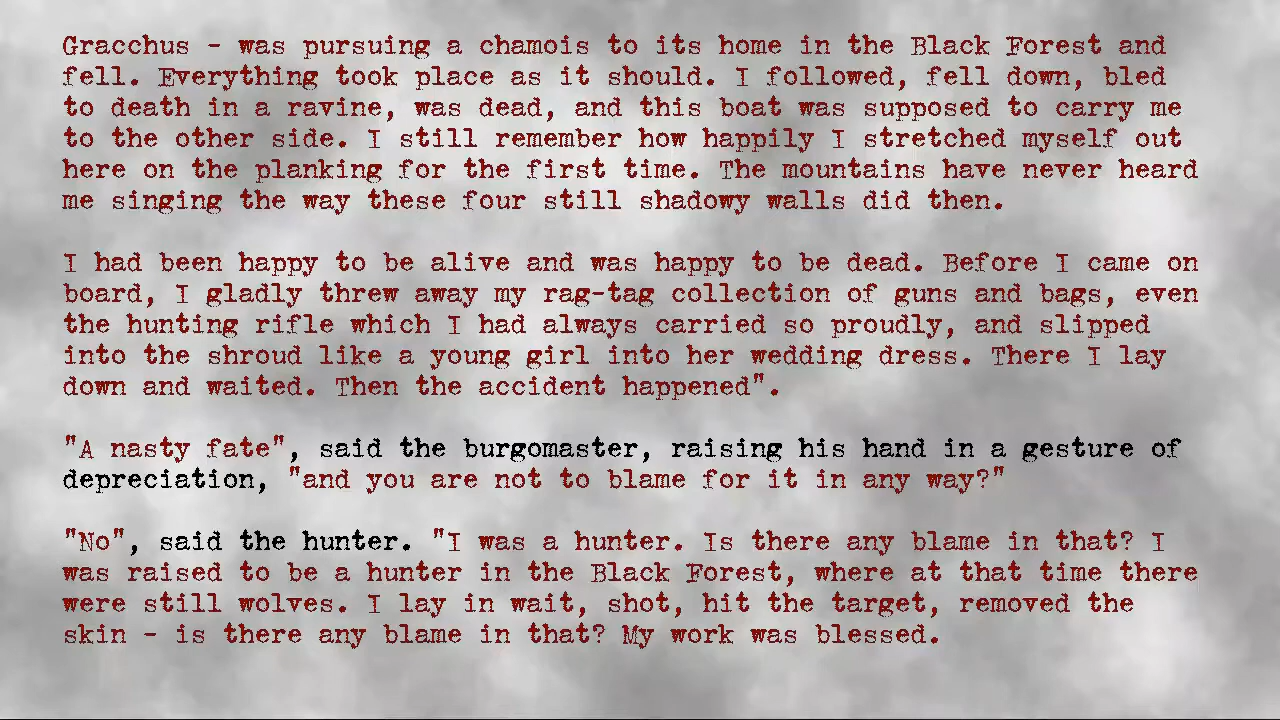 Gracchus - was pursuing a chamois to its home in the Black Forest and
fell. Everything took place as it should. I followed, fell down, bled
to death in a ravine, was dead, and this boat was supposed to carry me
to the other side. I still remember how happily I stretched myself out
here on the planking for the first time. The mountains have never heard
me singing the way these four still shadowy walls did then.
I had been happy to be alive and was happy to be dead. Before I came on
board, I gladly threw away my rag-tag collection of guns and bags, even
the hunting rifle which I had always carried so proudly, and slipped
into the shroud like a young girl into her wedding dress. There I lay
down and waited. Then the accident happened".
"A nasty fate", said the burgomaster, raising his hand in a gesture of
depreciation, "and you are not to blame for it in any way?"
"No", said the hunter. "I was a hunter. Is there any blame in that? I
was raised to be a hunter in the Black Forest, where at that time there
were still wolves. I lay in wait, shot, hit the target, removed the
skin - is there any blame in that? My work was blessed.